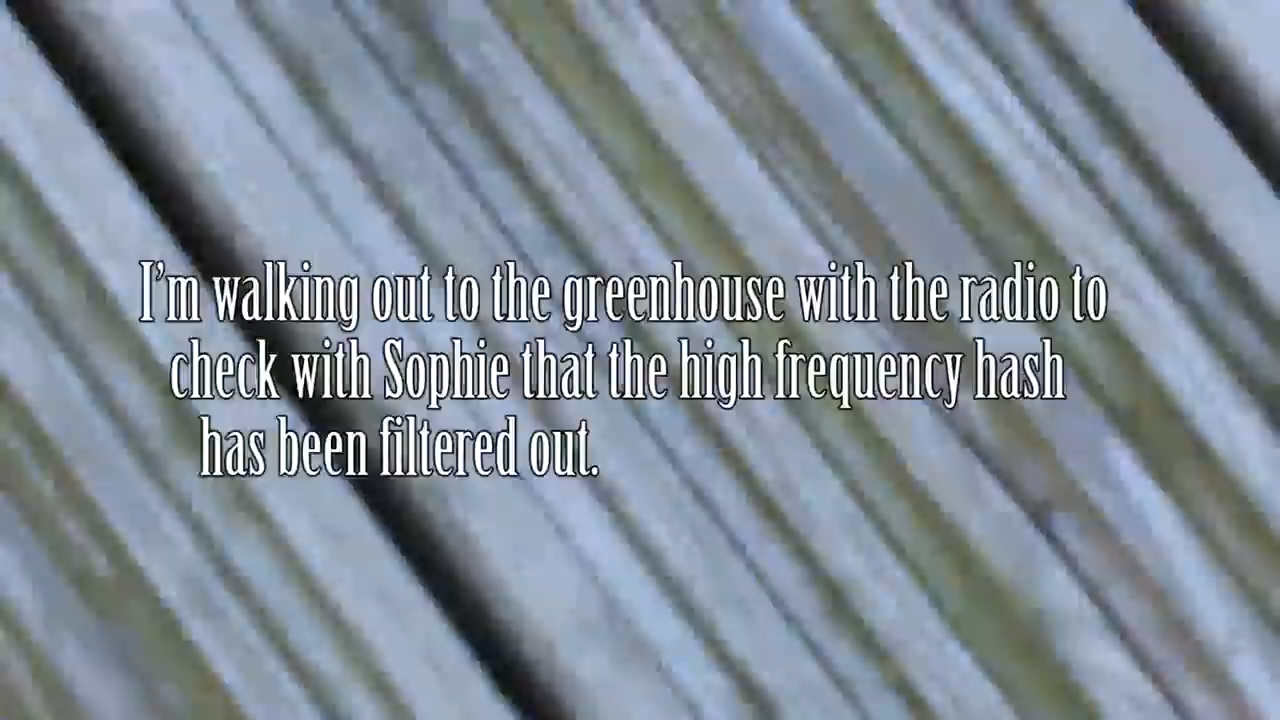 I'm walking out to the greenhouse with the radio to
check with Sophie that the high frequency hash
has been filtered out.